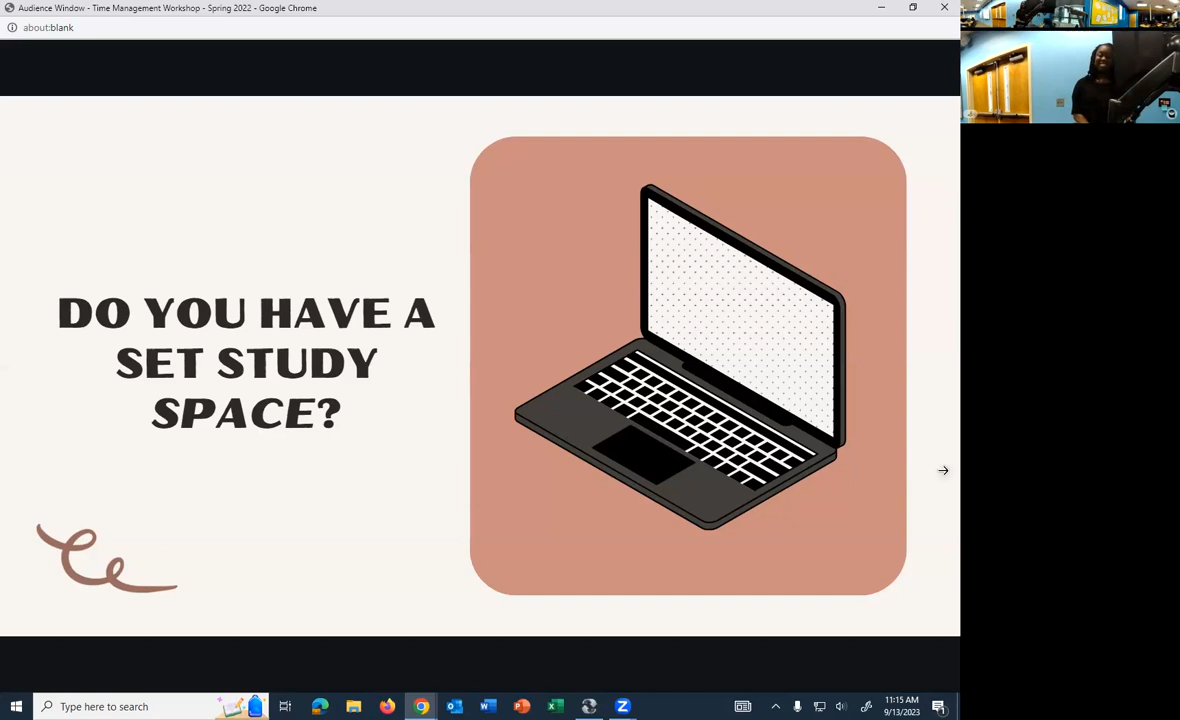 Audience Window - Time Management Workshop - Spring 2022 - Google Chrome
about:blank
DO YOU HAVE A
SET STUDY
SPACE?
Type here to search
11:15 AM
9/13/2023